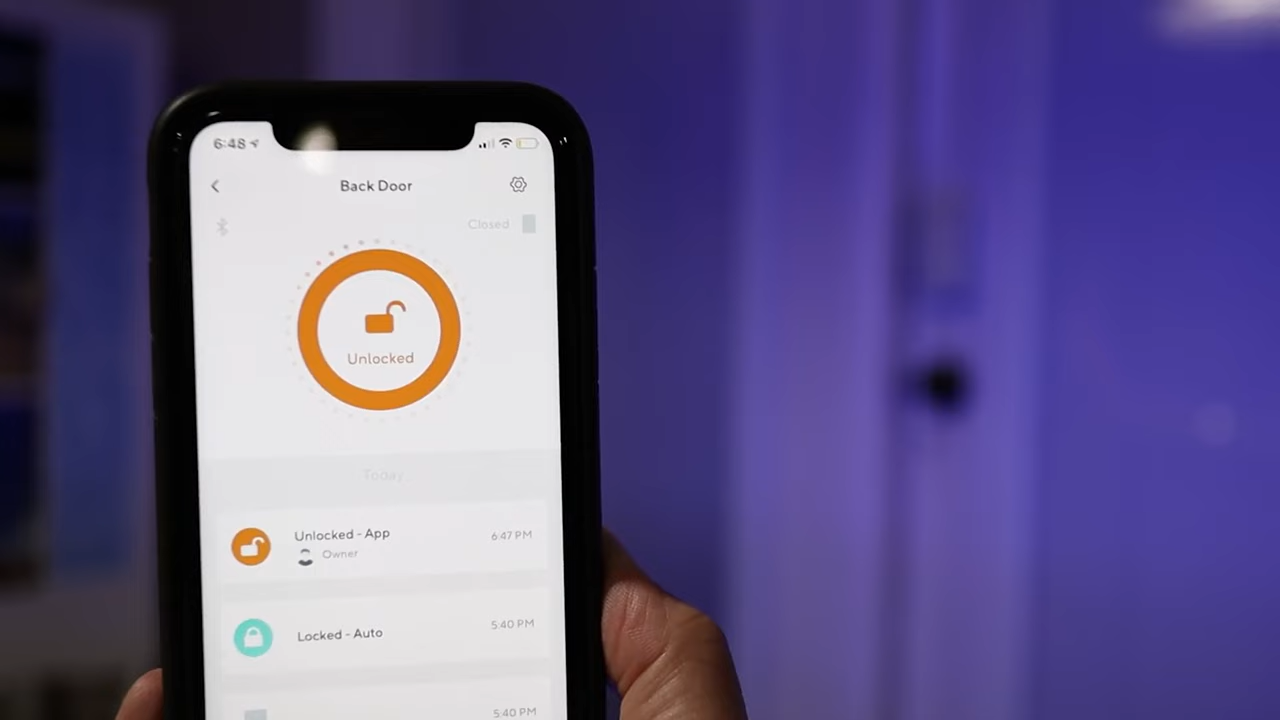 6:48
Back Door
Closed
Unlocked
Today
Unlocked - App
6:47 PM
Owner
Locked - Auto
5:40 PM
5:40 PM